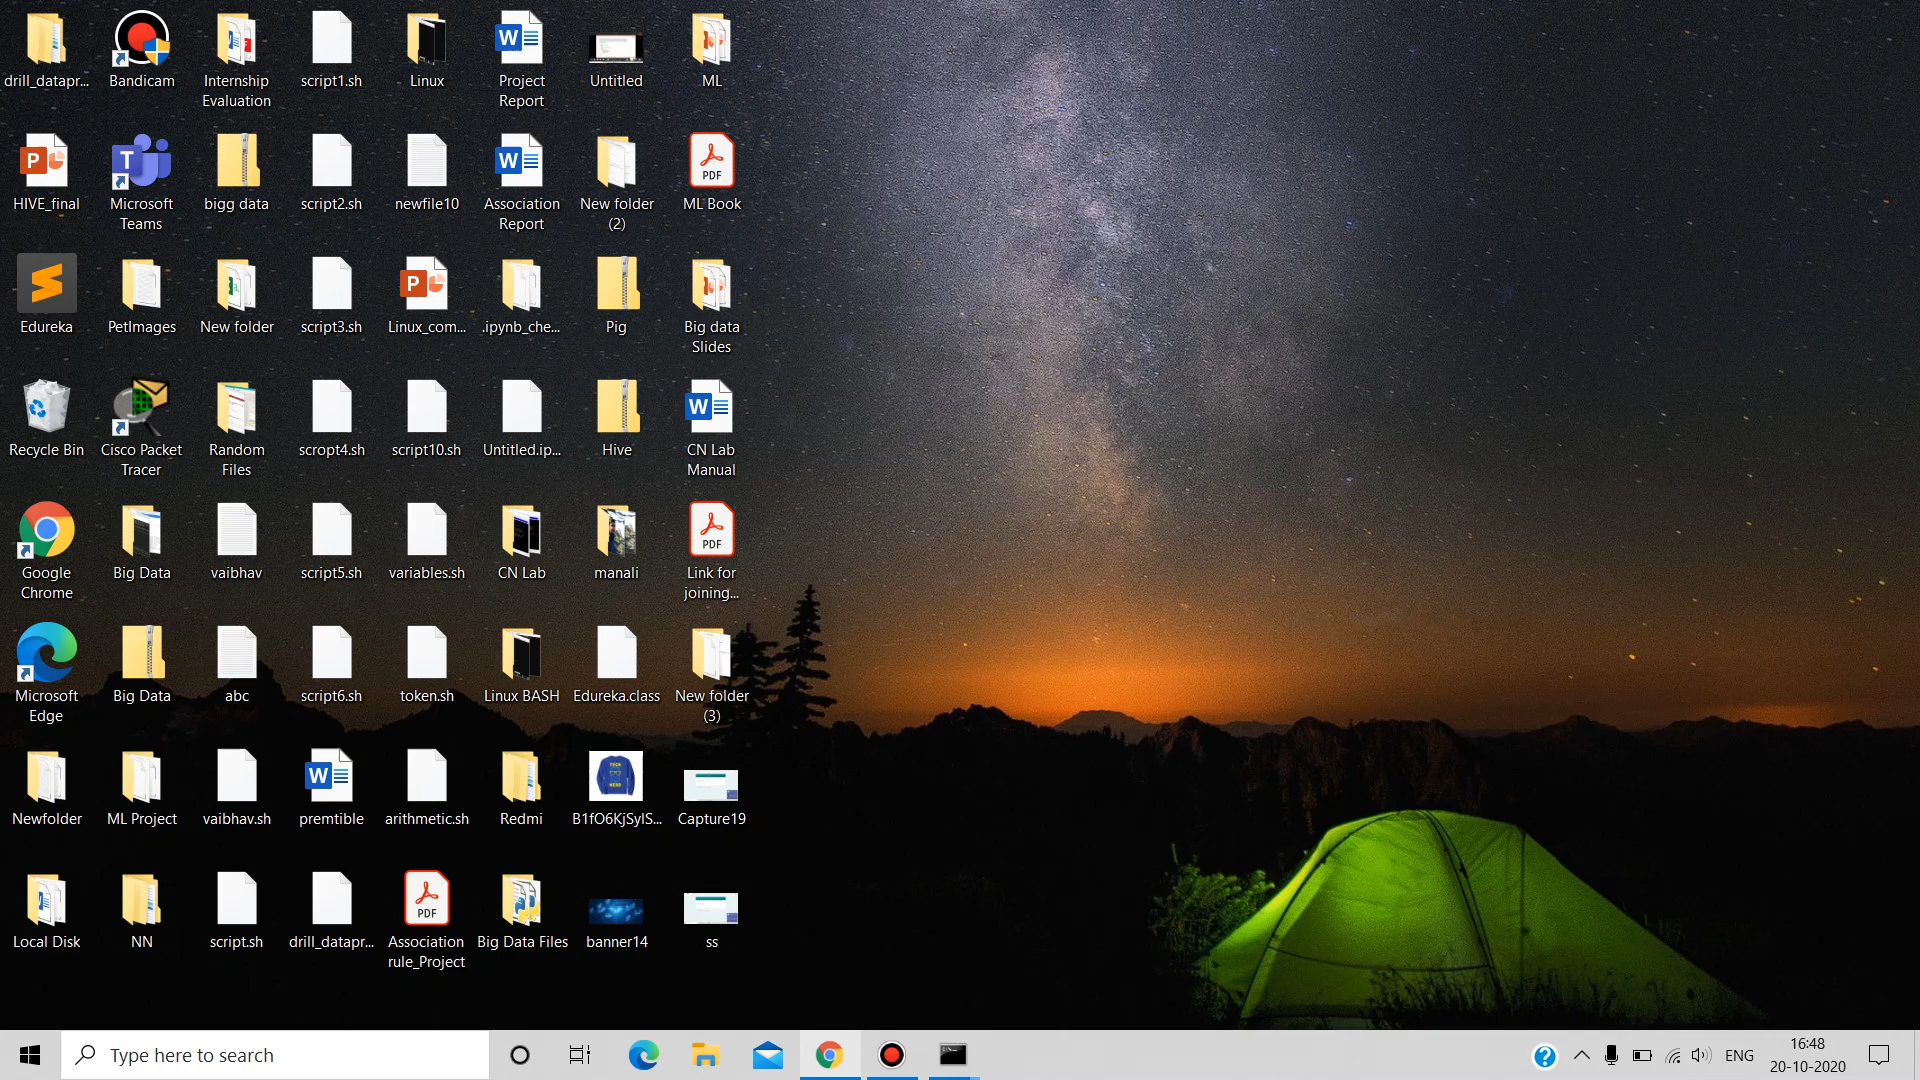 drill_datapr...
Bandicam
Internship
Evaluation
script1.sh
Linux
Project
Report
Untitled
ML
HIVE_final
Microsoft
Teams
bigg data
script2.sh
newfile10
Association
Report
New folder
(2)
PDF
ML Book
Edureka
PetImages
New folder
script3.sh
Linux_com...
.ipynb_che...
Pig
Big data
Slides
Recycle Bin
Cisco Packet
Tracer
Random
Files
scropt4.sh
script10.sh
Untitled.ip...
Hive
CN Lab
Manual
Google
Chrome
Big Data
vaibhav
script5.sh
variables.sh
CN Lab
manali
PDF
Link for
joining...
Microsoft
Edge
Big Data
abc
script6.sh
token.sh
Linux BASH
Edureka.class
New folder
(3)
Newfolder
ML Project
vaibhav.sh
premtible
arithmetic.sh
Redmi
B1fO6KjSylS...
Capture19
Local Disk
NN
script.sh
drill_datapr...
PDF
Association
rule_Project
Big Data Files
banner14
ss
Type here to search
ENG
16:48
20-10-2020